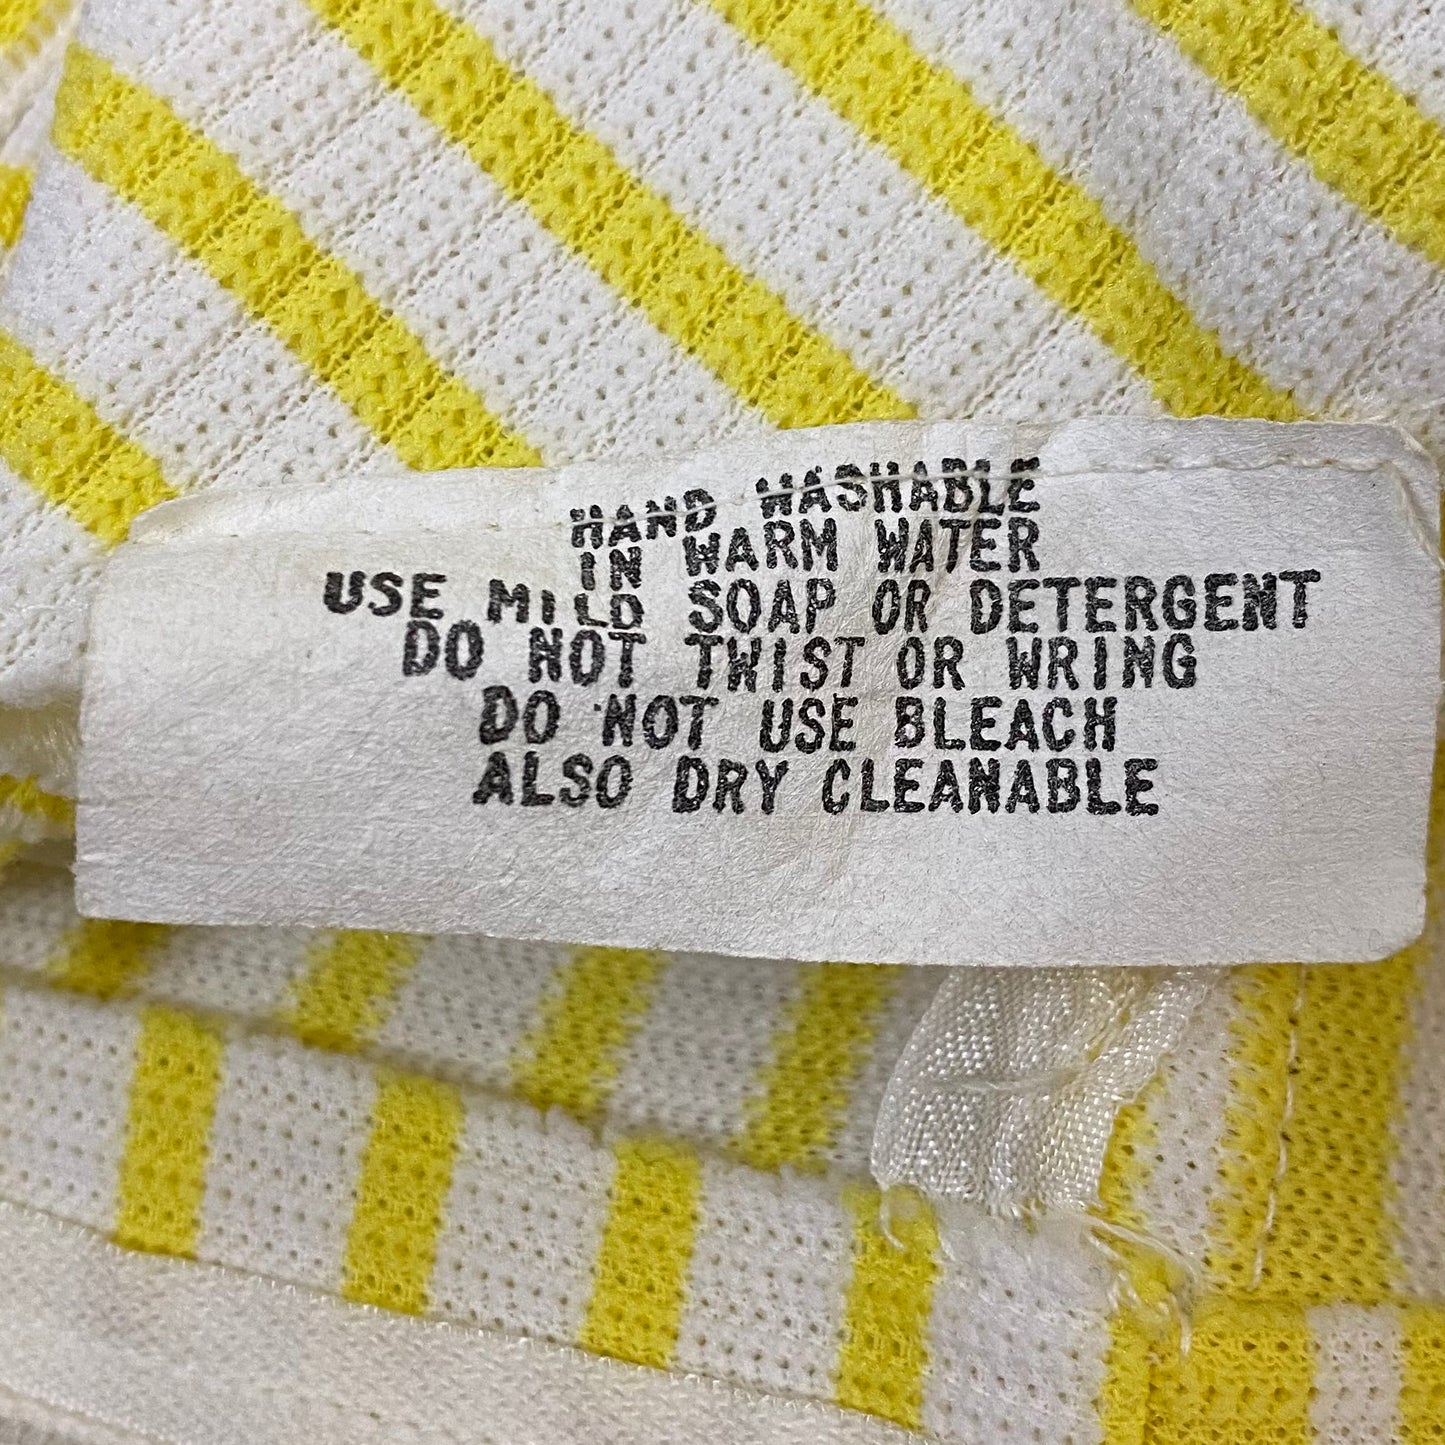 HAND WASHABLE
IN WARM WATER
USE MILD SOAP OR DETERGENT
DO NOT TWIST OR WRING
DO NOT USE BLEACH
ALSO DRY CLEANABLE